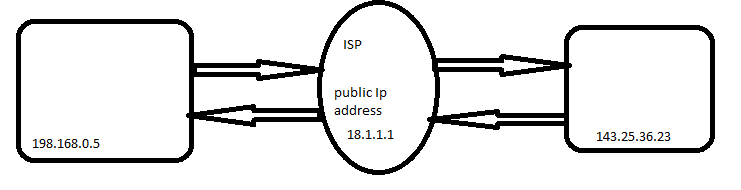 ISP
public Ip
address
18.1.1.1
198.168.0.5
143.25.36.23